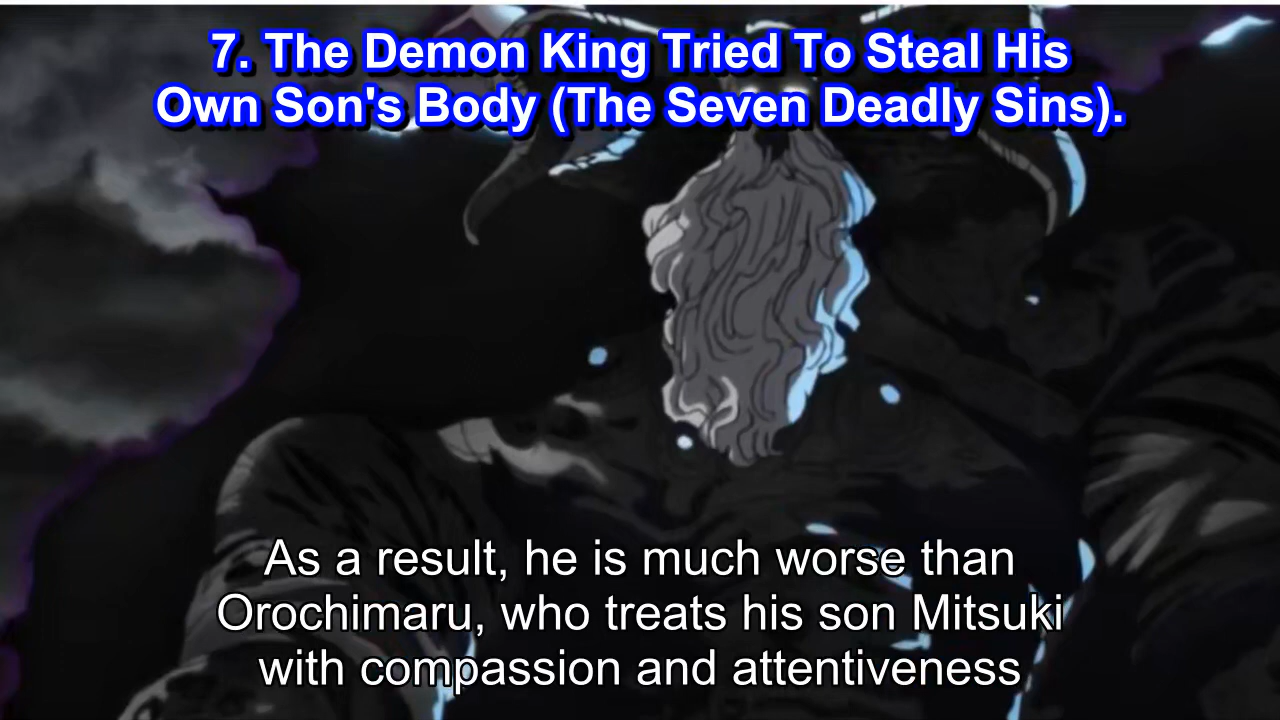 7. The Demon King Tried To Steal His
Own Son's Body (The Seven Deadly Sins).
As a result, he is much worse than
Orochimaru, who treats his son Mitsuki
with compassion and attentiveness